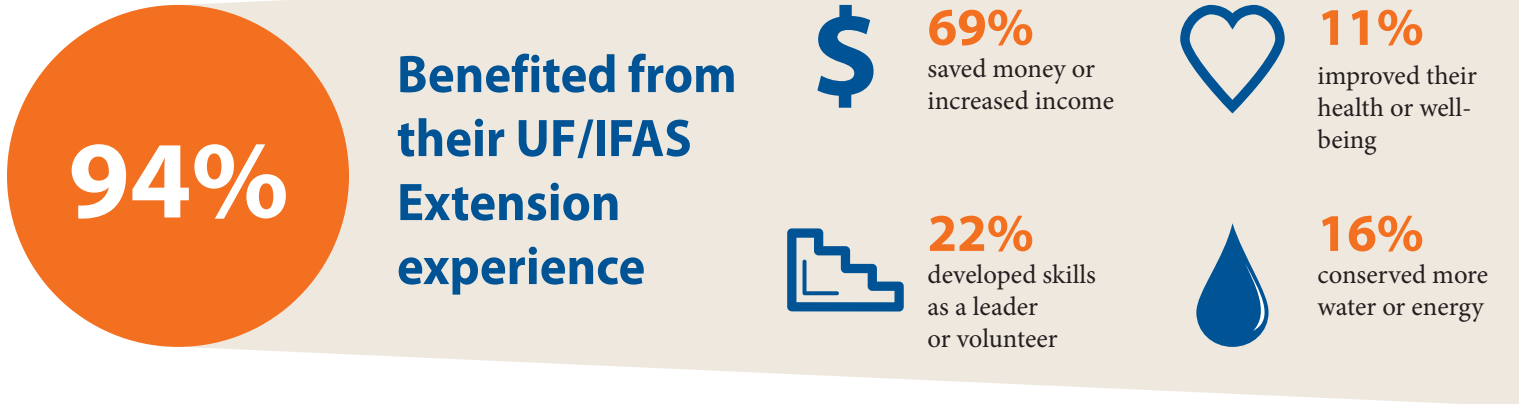 94%
Benefited from
their UF/IFAS
Extension
experience
$
69%
saved money or
increased income
11%
improved their
health or well-
being
22%
developed skills
as a leader
or volunteer
16%
conserved more
water or energy